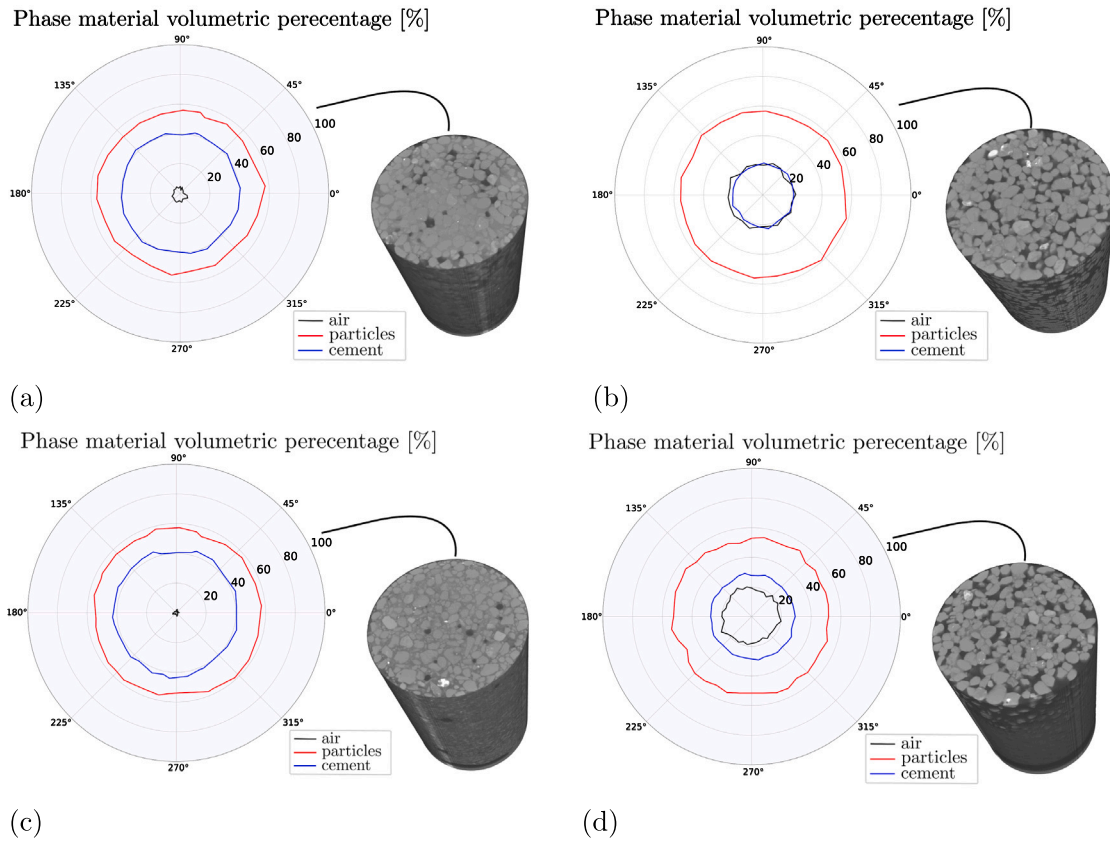 Phase material volumetric perecentage [%]
90°
135°
45°
100
80
60
40
20
180°
0°
225°
315°
270°
air
particles
cement
(a)
Phase material volumetric perecentage [%]
90°
135°
45°
100
80
60
40
20
180°
0°
225°
315°
270°
air
particles
cement
(b)
Phase material volumetric perecentage [%]
90°
135°
45°
100
80
60
40
20
180°
0°
225°
315°
270°
air
particles
cement
(c)
Phase material volumetric perecentage [%]
90°
135°
45°
100
80
60
40
20
180°
0°
225°
315°
270°
air
particles
cement
(d)